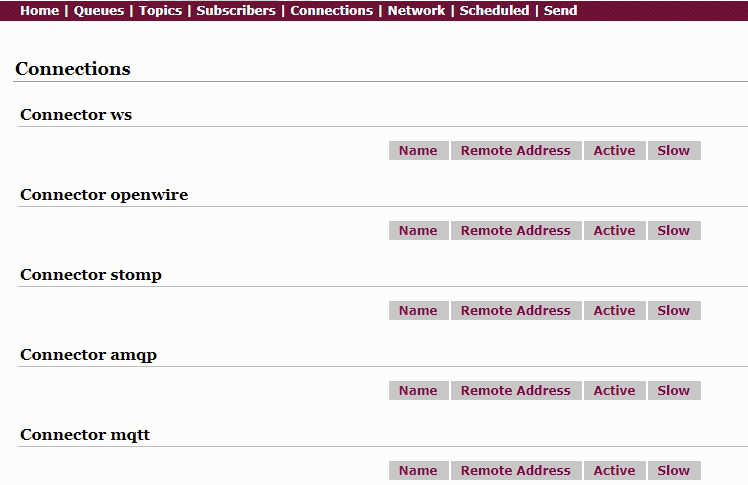 Home | Queues | Topics | Subscribers | Connections | Network | Scheduled | Send
Connections
Connector ws
Name Remote Address Active Slow
Connector openwire
Name Remote Address Active Slow
Connector stomp
Name Remote Address Active Slow
Connector amqp
Name Remote Address Active Slow
Connector mqtt
Name Remote Address Active Slow